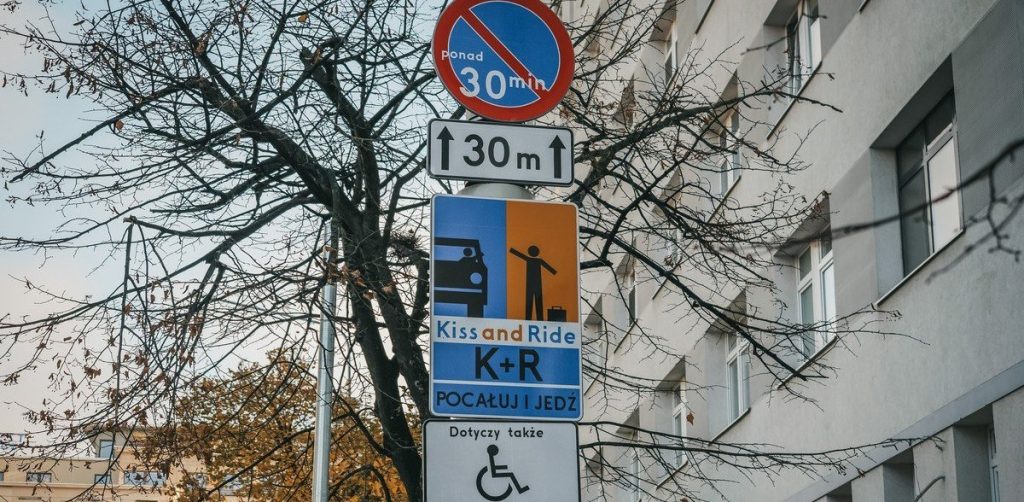 ponad
30 min
30 m
Kiss and Ride
K+R
POCAŁUJ I JEDŹ
Dotyczy także